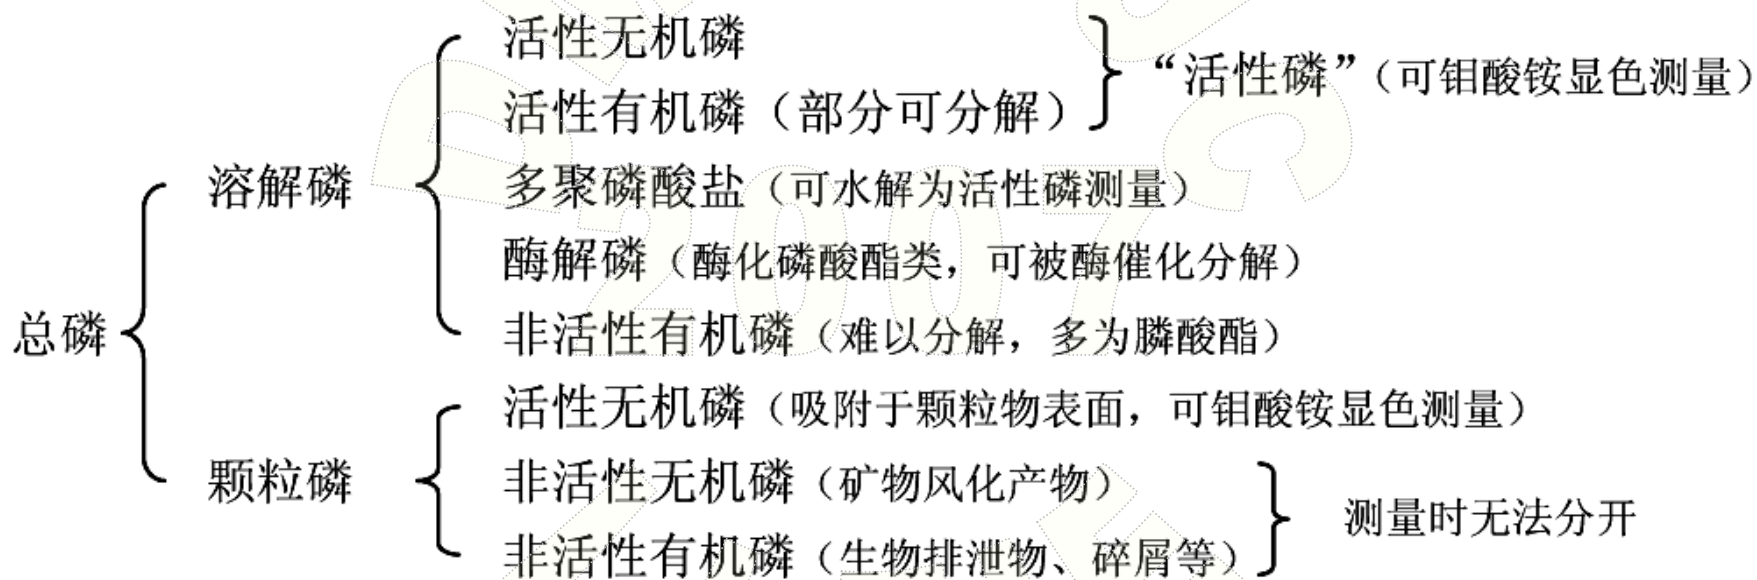 活性无机磷
活性有机磷（部分可分解）
“活性磷”（可钼酸铵显色测量）
溶解磷
多聚磷酸盐（可水解为活性磷测量）
酶解磷（酶化磷酸酯类，可被酶催化分解）
总磷
非活性有机磷（难以分解，多为膦酸酯）
活性无机磷（吸附于颗粒物表面，可钼酸铵显色测量）
颗粒磷
非活性无机磷（矿物风化产物）
非活性有机磷（生物排泄物、碎屑等）
测量时无法分开
2007